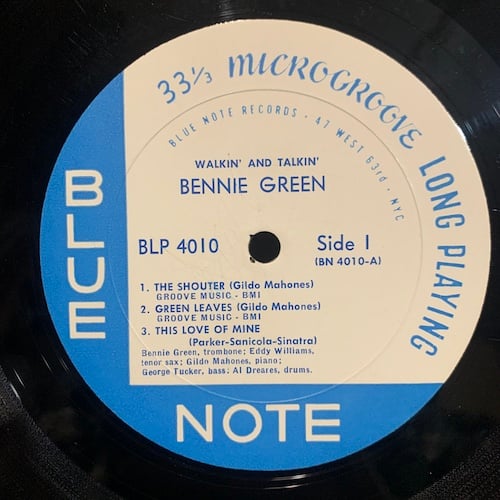 33⅓ MICROGROOVE LONG PLAYING
BLUE NOTE RECORDS · 47 WEST 63rd · NYC
WALKIN' AND TALKIN'
BENNIE GREEN
BLP 4010
Side 1
(BN 4010-A)
1. THE SHOUTER (Gildo Mahones)
GROOVE MUSIC - BMI
2. GREEN LEAVES (Gildo Mahones)
GROOVE MUSIC - BMI
3. THIS LOVE OF MINE
(Parker-Sanicola-Sinatra)
Bennie Green, trombone; Eddy Williams,
tenor sax; Gildo Mahones, piano;
George Tucker, bass; Al Dreares, drums.
BLUE
NOTE